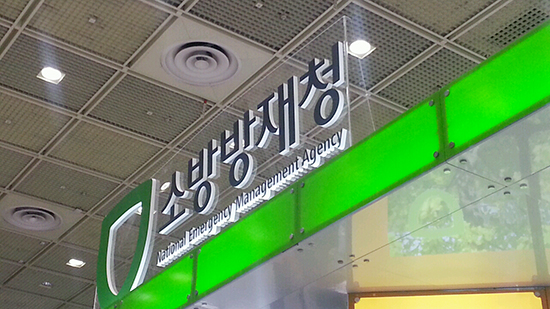 소방방재청
National Emergency Management Agency